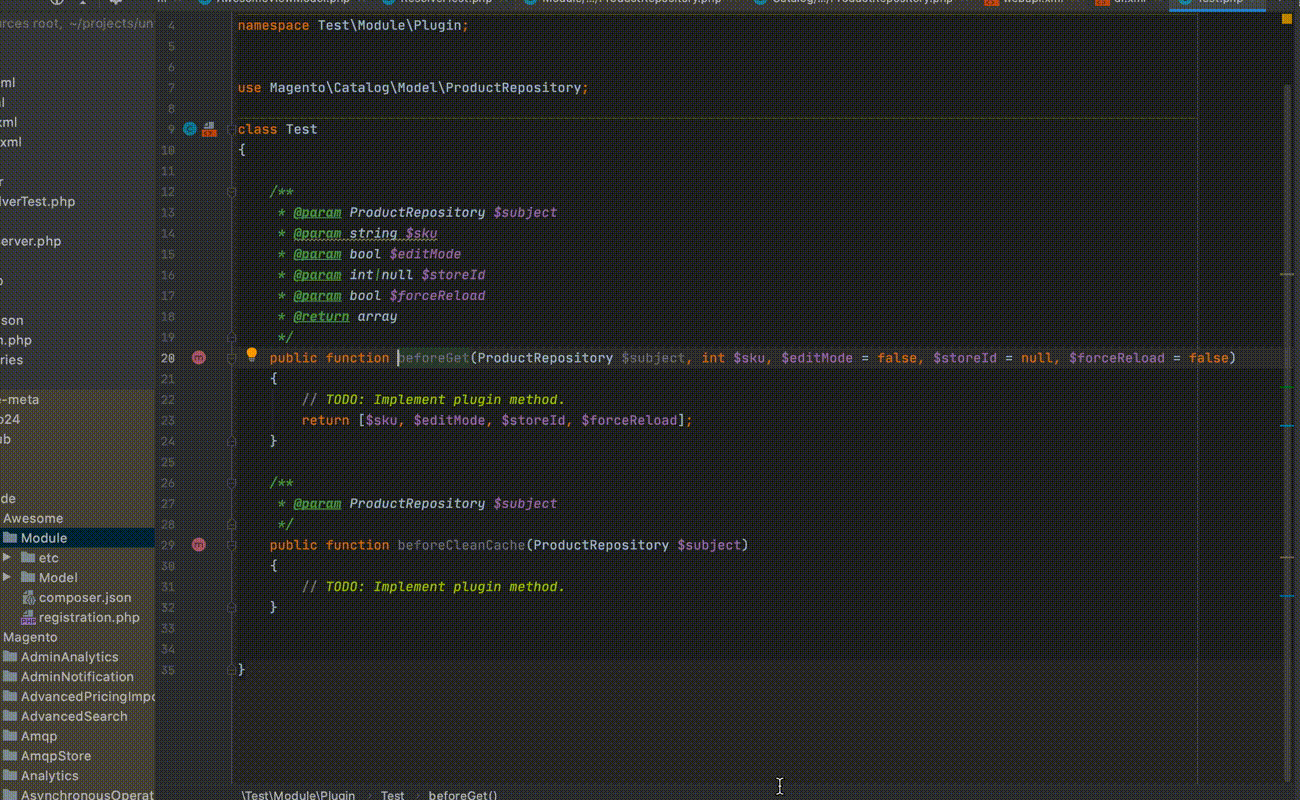 urces root, ~/projects/un
ml
l
xml
xml
r
lverTest.php
erver.php
o
son
n.php
ries
-meta
o24
ub
de
Awesome
Module
etc
Model
composer.json
registration.php
Magento
AdminAnalytics
AdminNotification
AdvancedPricingImpo
AdvancedSearch
Amqp
AmqpStore
Analytics
AsynchronousOperat
4 namespace Test\Module\Plugin;
5
6
7 use Magento\Catalog\Model\ProductRepository;
8
9 class Test
10 {
11
12 /**
13 * @param ProductRepository $subject
14 * @param string $sku
15 * @param bool $editMode
16 * @param int|null $storeId
17 * @param bool $forceReload
18 * @return array
19 */
20 public function beforeGet(ProductRepository $subject, int $sku, $editMode = false, $storeId = null, $forceReload = false)
21 {
22 // TODO: Implement plugin method.
23 return [$sku, $editMode, $storeId, $forceReload];
24 }
25
26 /**
27 * @param ProductRepository $subject
28 */
29 public function beforeCleanCache(ProductRepository $subject)
30 {
31 // TODO: Implement plugin method.
32 }
33
34
35 }
\Test\Module\Plugin › Test › beforeGet()